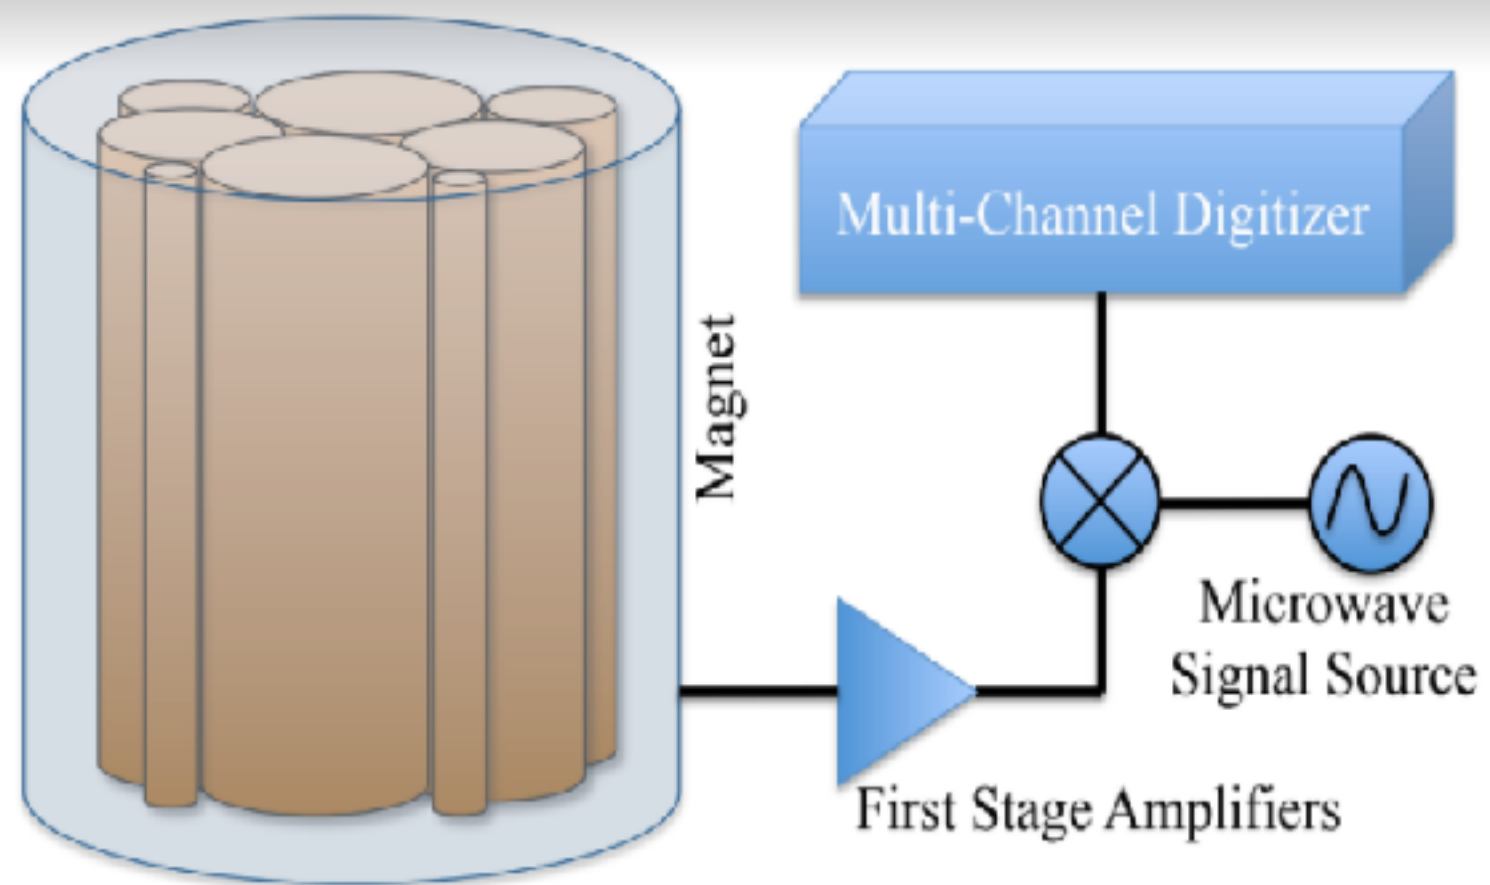 Multi-Channel Digitizer
Magnet
Microwave
Signal Source
First Stage Amplifiers